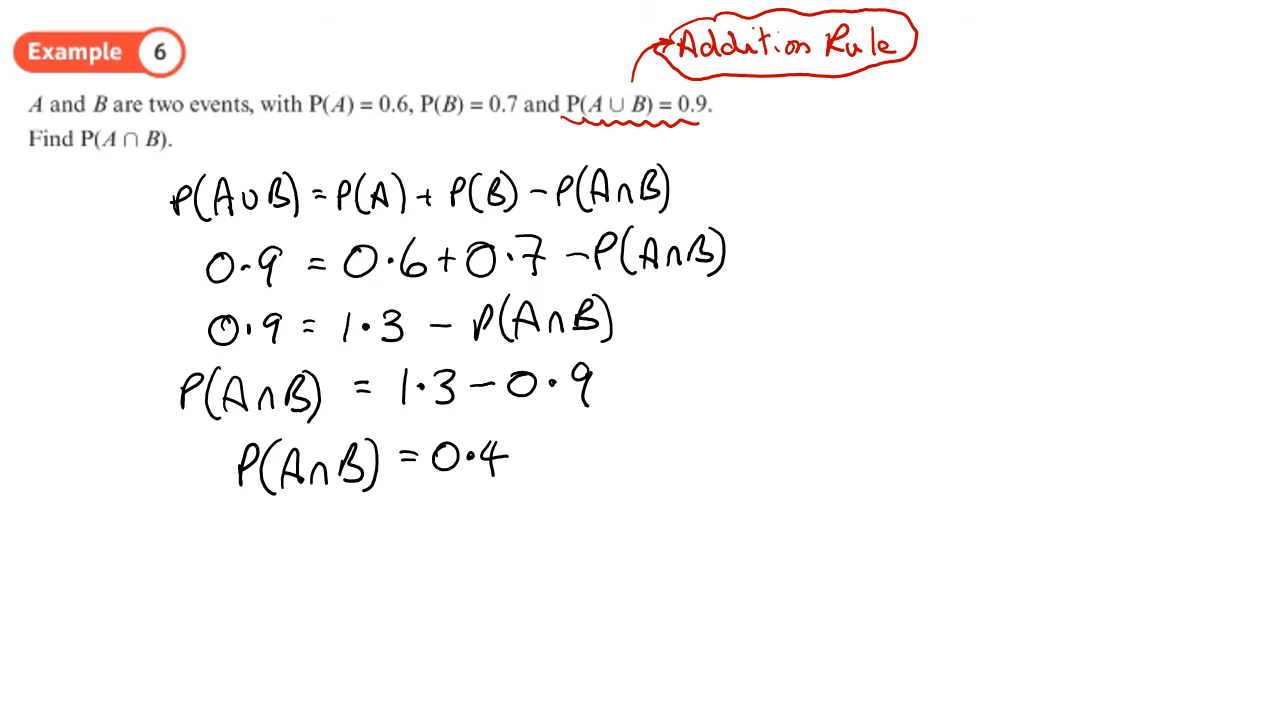 Addition Rule
Example 6
A and B are two events, with P(A) = 0.6, P(B) = 0.7 and P(A ∪ B) = 0.9.
Find P(A ∩ B).
P(A∪B) = P(A) + P(B) - P(A∩B)
0.9 = 0.6 + 0.7 - P(A∩B)
0.9 = 1.3 - P(A∩B)
P(A∩B) = 1.3 - 0.9
P(A∩B) = 0.4